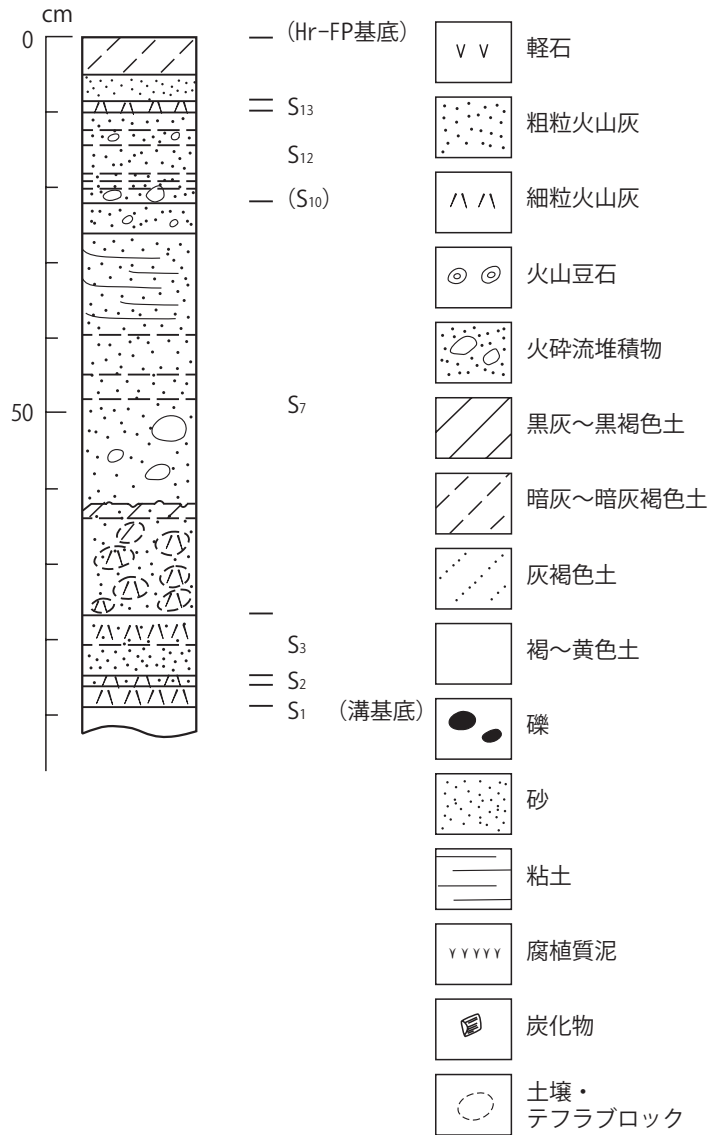 cm
0
50
(Hr-FP基底)
S13
S12
(S10)
S7
S3
S2
S1 (溝基底)
軽石
粗粒火山灰
細粒火山灰
火山豆石
火砕流堆積物
黒灰～黒褐色土
暗灰～暗灰褐色土
灰褐色土
褐～黄色土
礫
砂
粘土
腐植質泥
炭化物
土壌・
テフラブロック